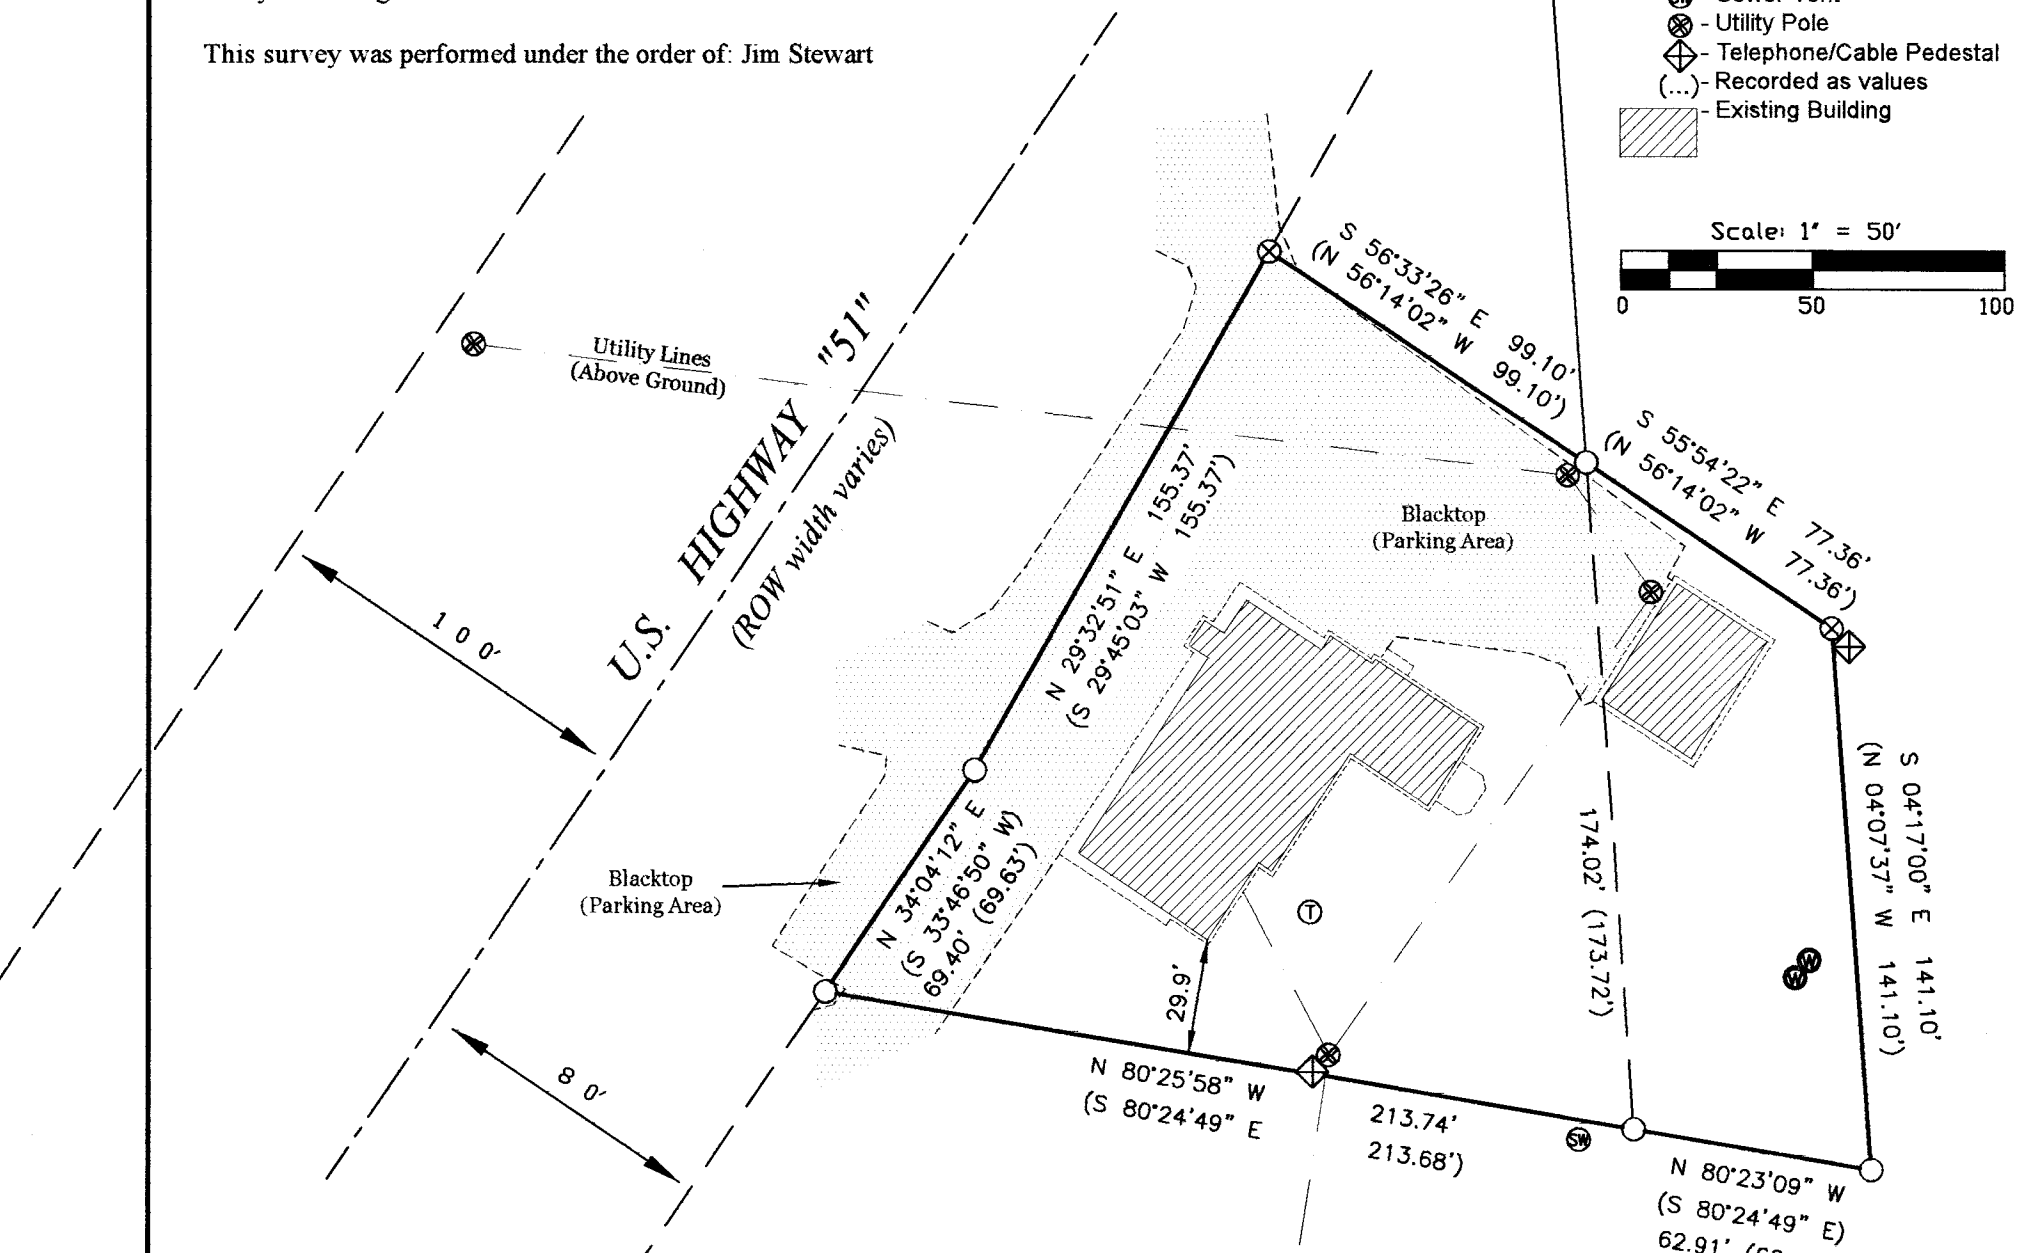 This survey was performed under the order of: Jim Stewart
- Utility Pole
- Telephone/Cable Pedestal
(...)- Recorded as values
- Existing Building
Scale: 1" = 50'
0 50 100
S 56°33'26" E 99.10'
(N 56°14'02" W 99.10')
Utility Lines
(Above Ground)
U.S. HIGHWAY "51"
(ROW width varies)
S 55°54'22" E 77.36'
(N 56°14'02" W 77.36')
N 29°32'51" E 155.37'
(S 29°45'03" W 155.37')
Blacktop
(Parking Area)
100'
S 04°17'00" E 141.10'
(N 04°07'37" W 141.10')
174.02' (173.72')
N 34°04'12" E
(S 33°46'50" W)
69.40' (69.63')
Blacktop
(Parking Area)
T
W
W
29.9'
80'
N 80°25'58" W 213.74'
(S 80°24'49" E 213.68')
SW
N 80°23'09" W
(S 80°24'49" E)
62.91'